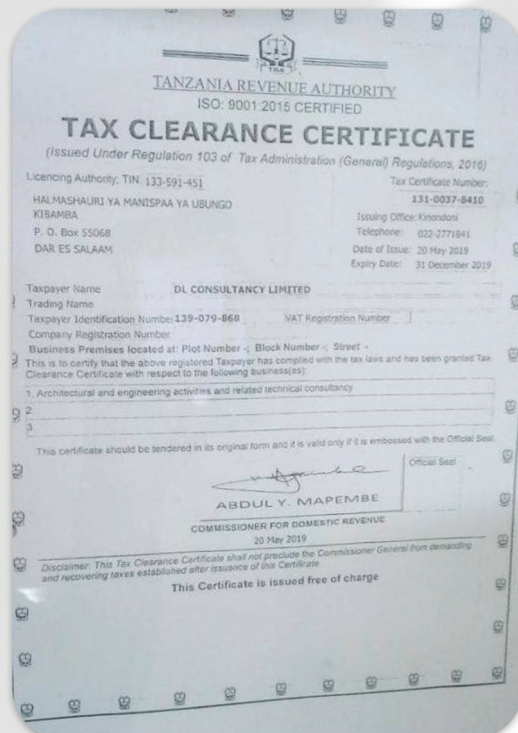 TRA
TANZANIA REVENUE AUTHORITY
ISO: 9001:2015 CERTIFIED
TAX CLEARANCE CERTIFICATE
(Issued Under Regulation 103 of Tax Administration (General) Regulations, 2016)
Licencing Authority, TIN. 133-591-451
Tax Certificate Number:
131-0037-8410
HALMASHAURI YA MANISPAA YA UBUNGO
KIBAMBA
P. O. Box 55068
DAR ES SALAAM
Issuing Office: Kinondoni
Telephone: 022-2771841
Date of Issue: 20 May 2019
Expiry Date: 31 December 2019
Taxpayer Name DL CONSULTANCY LIMITED
Trading Name
Taxpayer Identification Number 139-079-868 VAT Registration Number
Company Registration Number
Business Premises located at: Plot Number -; Block Number -; Street -
This is to certify that the above registered Taxpayer has complied with the tax laws and has been granted Tax
Clearance Certificate with respect to the following business(es):
1. Architectural and engineering activities and related technical consultancy
2
3
This certificate should be tendered in its original form and it is valid only if it is embossed with the Official Seal
Official Seal
ABDUL Y. MAPEMBE
COMMISSIONER FOR DOMESTIC REVENUE
20 May 2019
Disclaimer: This Tax Clearance Certificate shall not preclude the Commissioner General from demanding
and recovering taxes established after issuance of this Certificate
This Certificate is issued free of charge